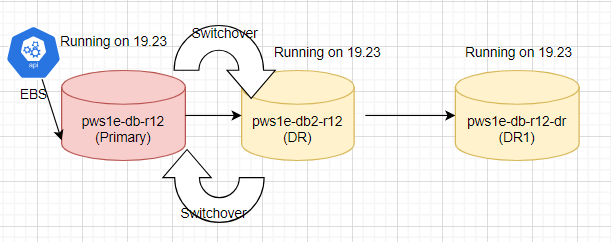 Switchover
Running on 19.23
Running on 19.23
Running on 19.23
api
EBS
pws1e-db-r12
(Primary)
pws1e-db2-r12
(DR)
pws1e-db-r12-dr
(DR1)
Switchover